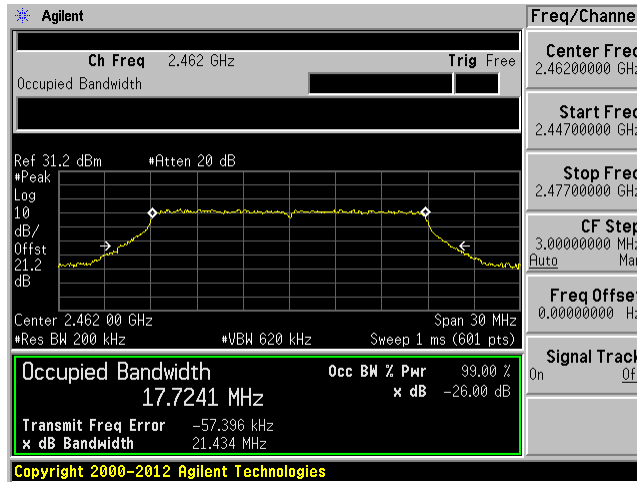 Agilent
Freq/Channe
Ch Freq 2.462 GHz Trig Free
Occupied Bandwidth
Center Freq
2.46200000 GHz
Start Freq
2.44700000 GHz
Stop Freq
2.47700000 GHz
CF Step
3.00000000 MHz
Auto Man
Freq Offset
0.00000000 Hz
Signal Track
On Of
Ref 31.2 dBm #Atten 20 dB
#Peak
Log
10
dB/
Offst
21.2
dB
Center 2.462 00 GHz Span 30 MHz
#Res BW 200 kHz #VBW 620 kHz Sweep 1 ms (601 pts)
Occupied Bandwidth Occ BW % Pwr 99.00 %
17.7241 MHz x dB -26.00 dB
Transmit Freq Error -57.396 kHz
x dB Bandwidth 21.434 MHz
Copyright 2000-2012 Agilent Technologies